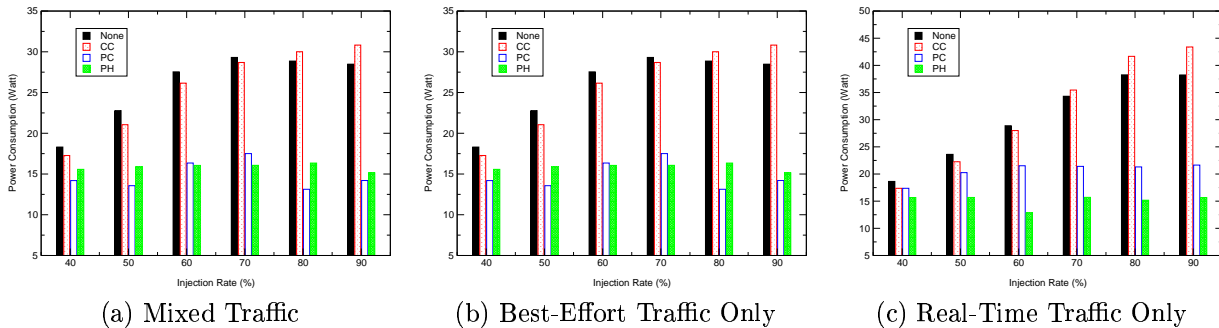 35
30
25
20
15
10
5
Power Consumption (Watt)
None
CC
PC
PH
40 50 60 70 80 90
Injection Rate (%)
(a) Mixed Traffic
35
30
25
20
15
10
5
Power Consumption (Watt)
None
CC
PC
PH
40 50 60 70 80 90
Injection Rate (%)
(b) Best-Effort Traffic Only
50
45
40
35
30
25
20
15
10
5
Power Consumption (Watt)
None
CC
PC
PH
40 50 60 70 80 90
Injection Rate (%)
(c) Real-Time Traffic Only